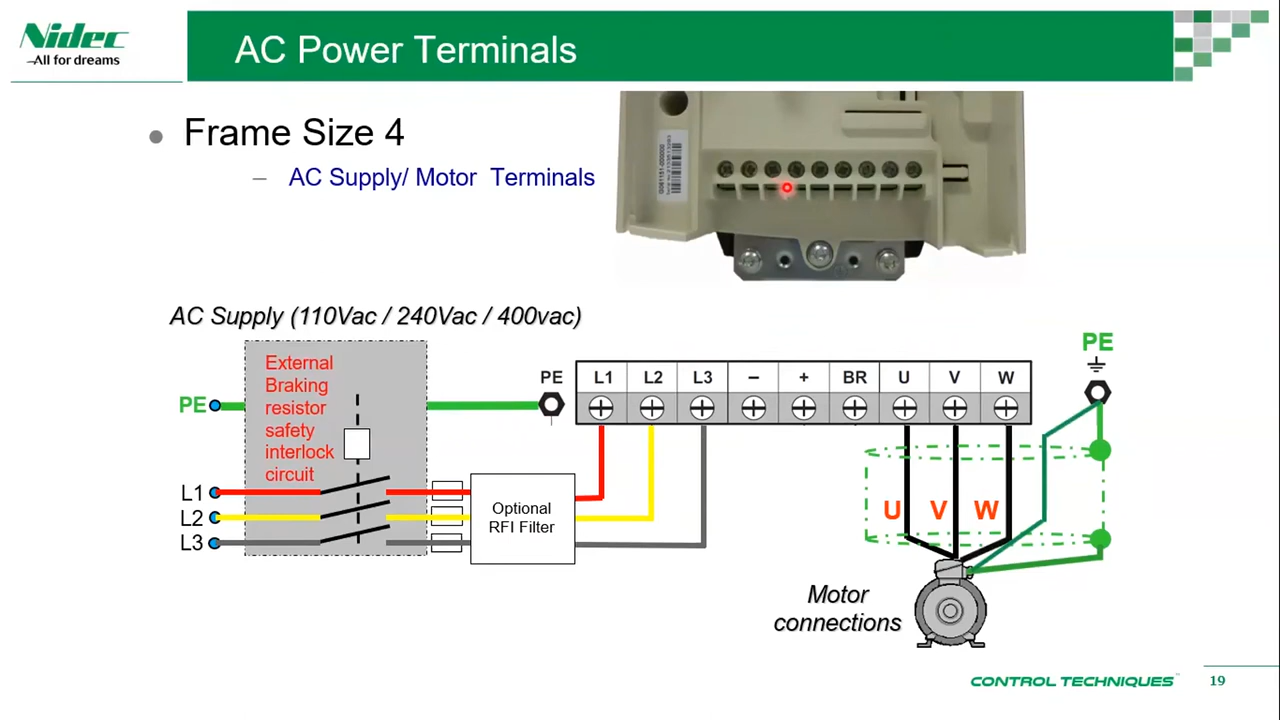 Nidec
All for dreams
AC Power Terminals
Frame Size 4
AC Supply/ Motor Terminals
AC Supply (110Vac / 240Vac / 400vac)
External
Braking
resistor
safety
interlock
circuit
PE
L1
L2
L3
Optional
RFI Filter
PE
L1 L2 L3 – + BR U V W
PE
U V W
Motor
connections
CONTROL TECHNIQUES
19